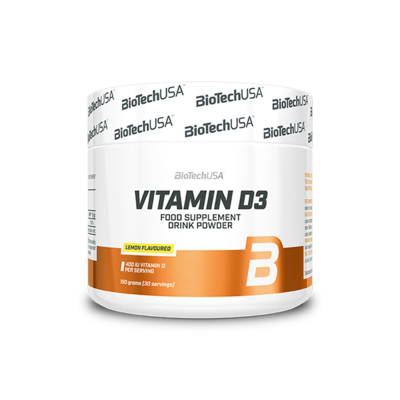 BioTechUSA BioTechUSA
BioTechUSA BioTechUSA BioTechUSA
BioTechUSA
VITAMIN D3
FOOD SUPPLEMENT
DRINK POWDER
LEMON FLAVOURED
400 IU VITAMIN D
PER SERVING
150 grams (30 servings)
B